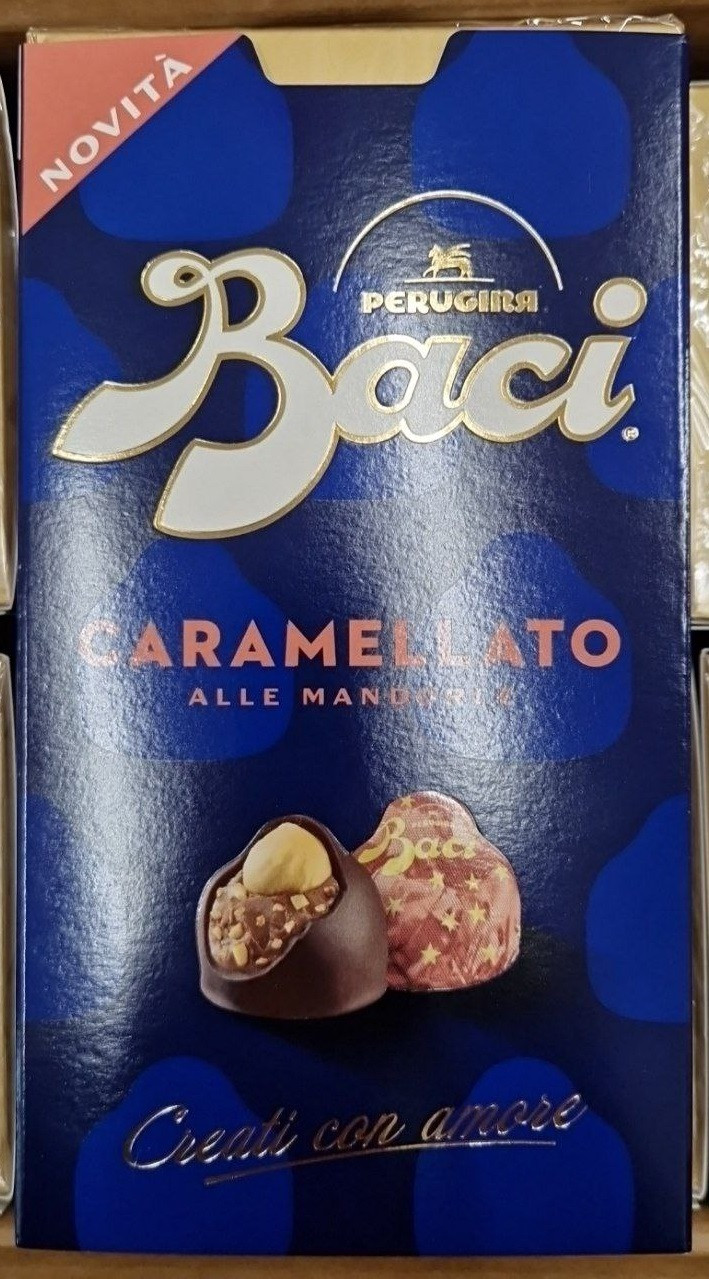 NOVITÀ
PERUGINA
Baci
CARAMELLATO
ALLE MANDORLE
Baci
Creati con amore